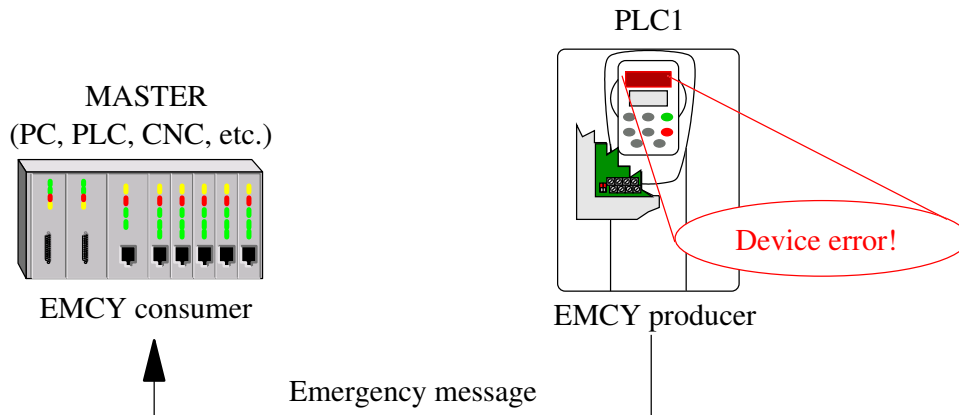 PLC1
MASTER
(PC, PLC, CNC, etc.)
Device error!
EMCY consumer
EMCY producer
Emergency message